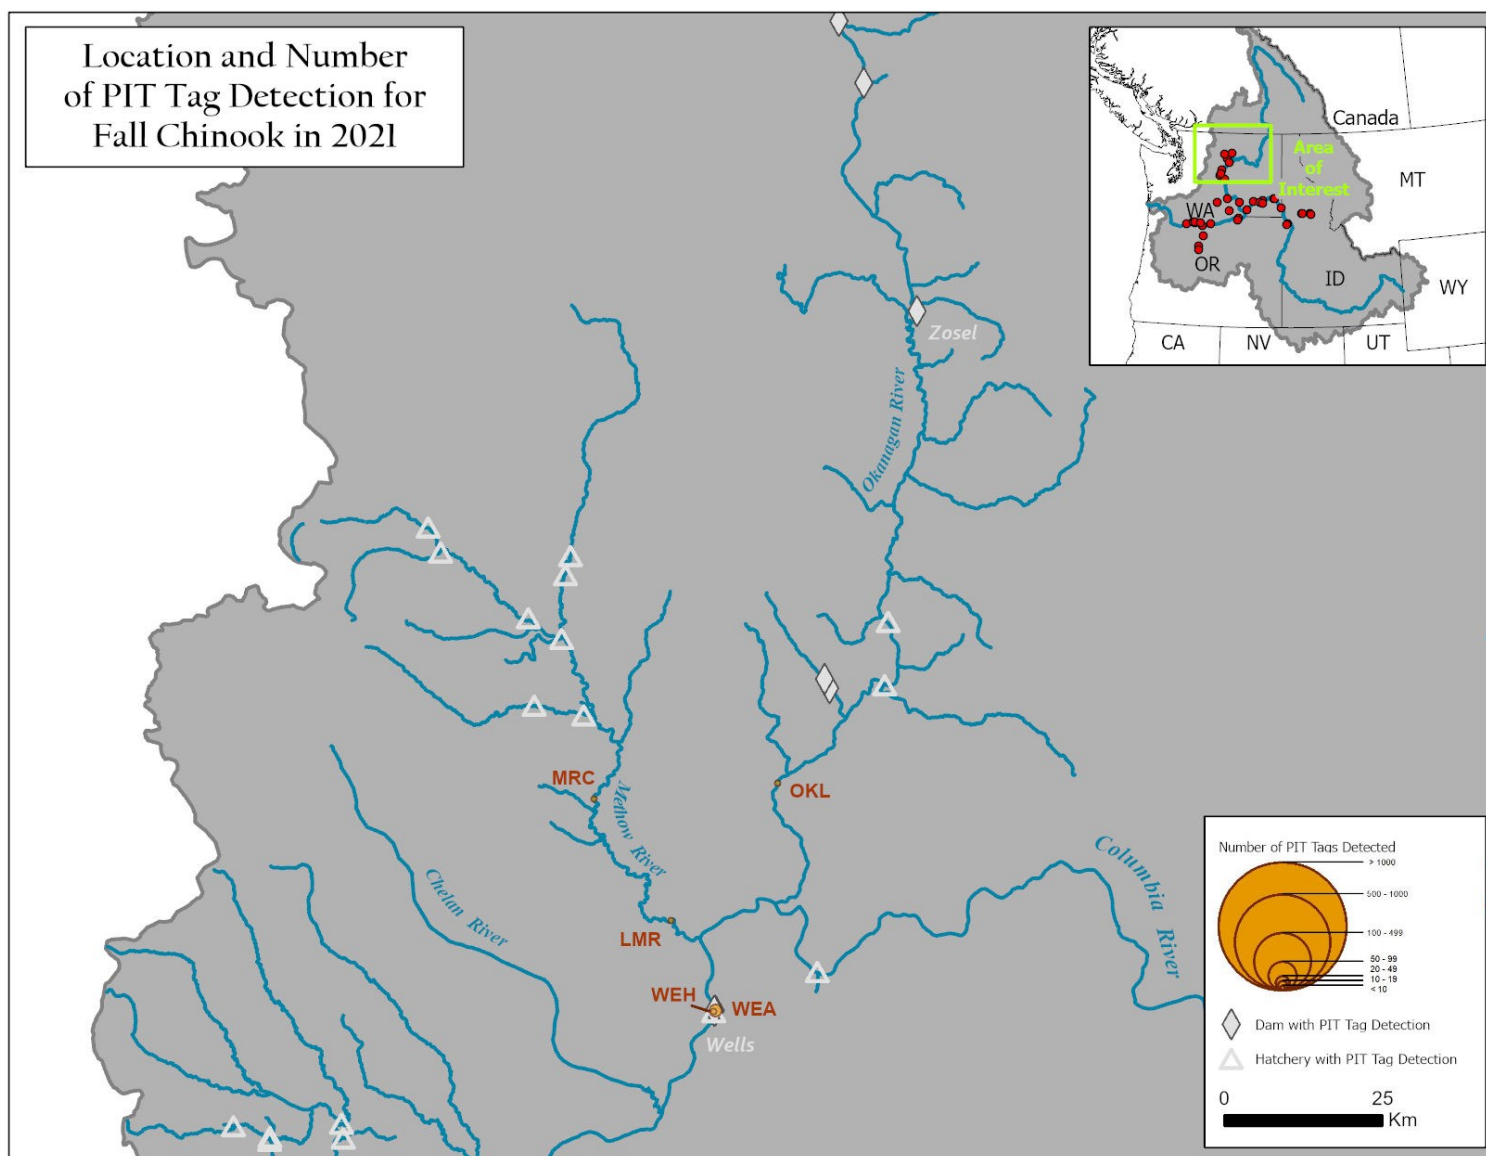 Location and Number
of PIT Tag Detection for
Fall Chinook in 2021
Canada
Area
of
Interest
MT
WA
OR
ID
WY
CA
NV
UT
Zosel
Okanagan River
MRC
OKL
Methow River
Chelan River
Columbia River
LMR
WEH
WEA
Wells
Number of PIT Tags Detected
> 1000
500 - 1000
100 - 499
50 - 99
20 - 49
10 - 19
< 10
Dam with PIT Tag Detection
Hatchery with PIT Tag Detection
0 25
Km